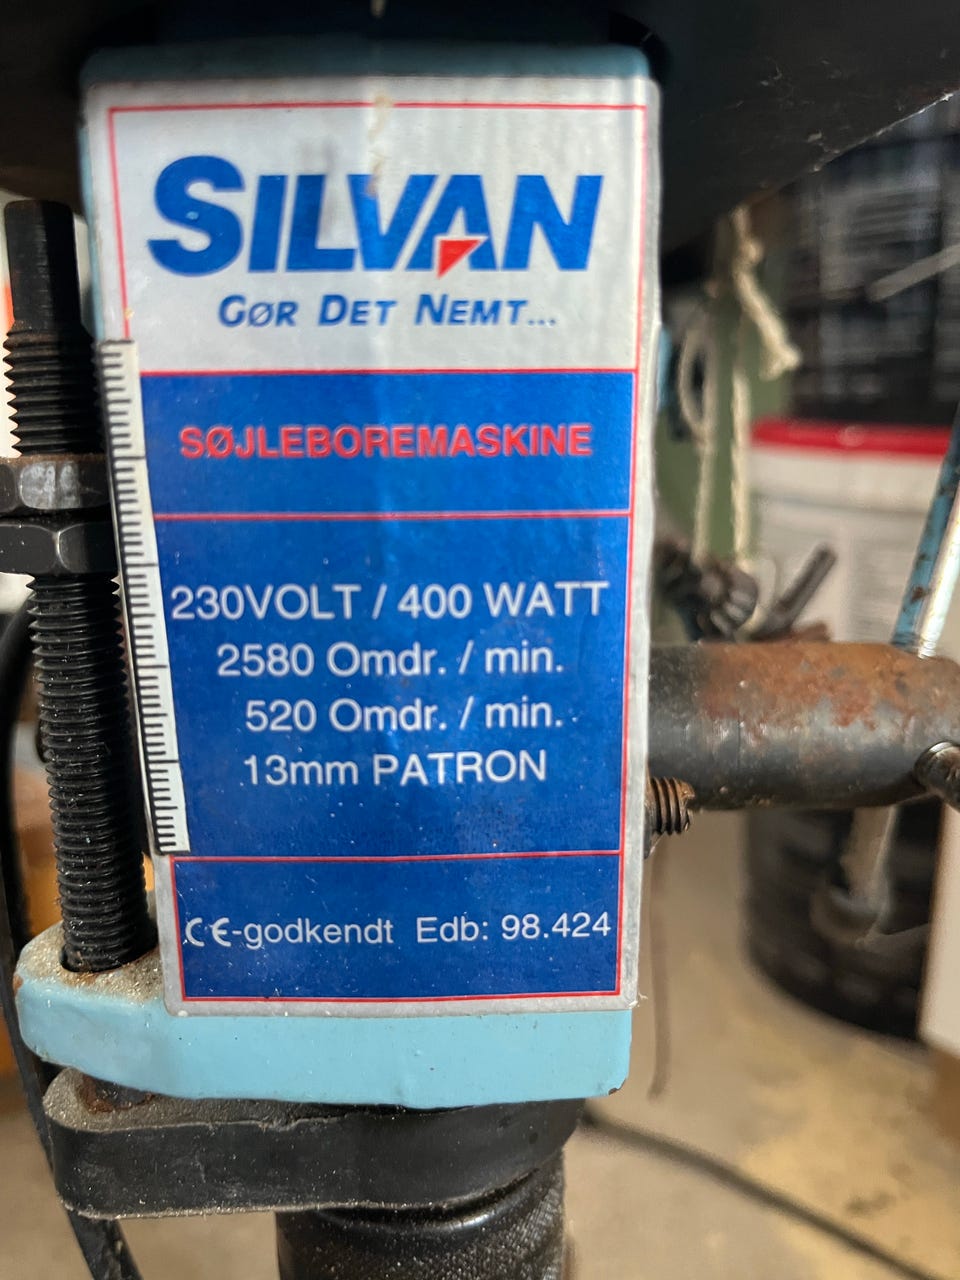 SILVAN
GØR DET NEMT...
SØJLEBOREMASKINE
230VOLT / 400 WATT
2580 Omdr. / min.
520 Omdr. / min.
13mm PATRON
CE-godkendt Edb: 98.424